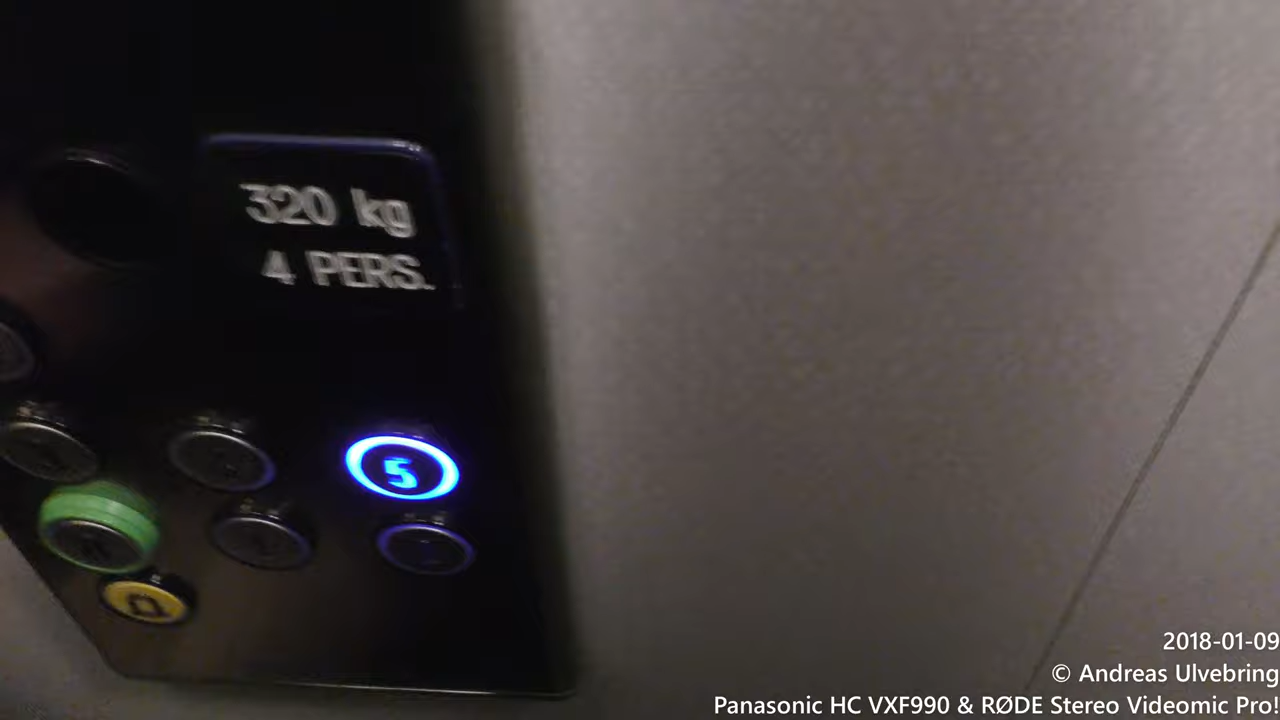 320 kg
4 PERS.
5
2018-01-09
© Andreas Ulvebring
Panasonic HC VXF990 & RØDE Stereo Videomic Pro!